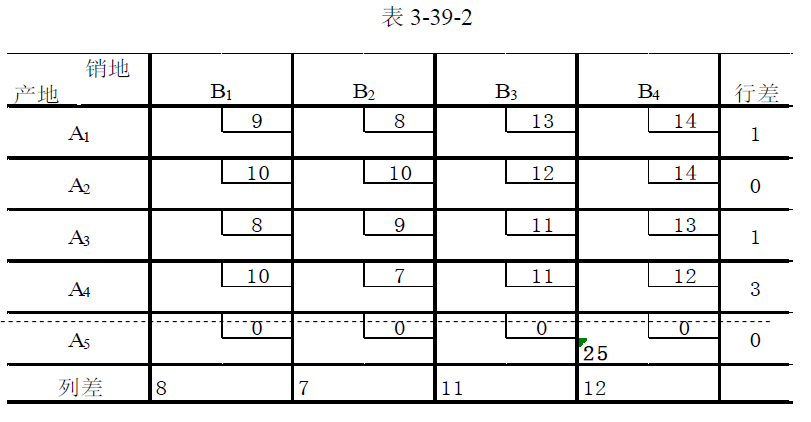 表 3-39-2
销地
产地 B₁ B₂ B₃ B₄ 行差
A₁ 9 8 13 14 1
A₂ 10 10 12 14 0
A₃ 8 9 11 13 1
A₄ 10 7 11 12 3
A₅ 0 0 0 0 0
25
列差 8 7 11 12